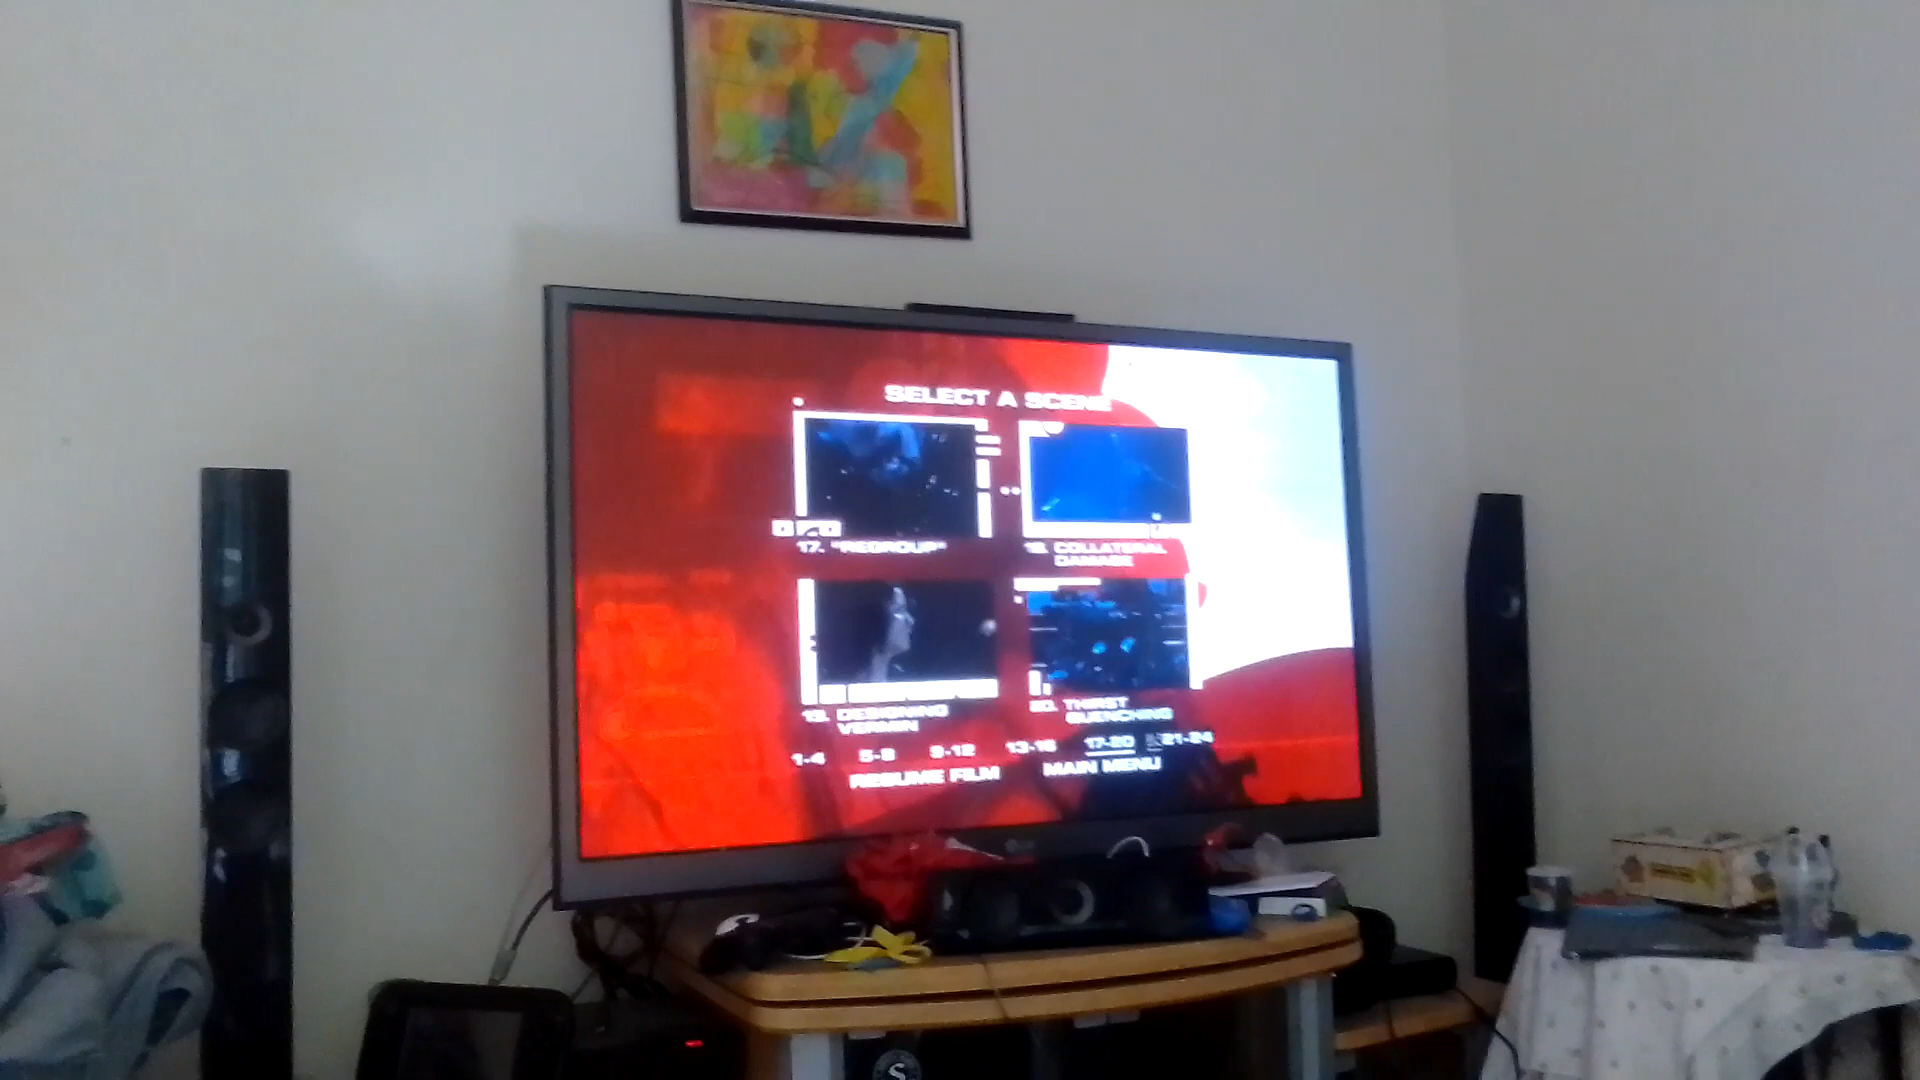 SELECT A SCENE
17. "REGROUP"
18. COLLATERAL
DAMAGE
19. DESIGNING
VERMIN
20. THIRST
QUENCHING
1-4 5-8 9-12 13-16 17-20 21-24
RESUME FILM MAIN MENU
LG
S